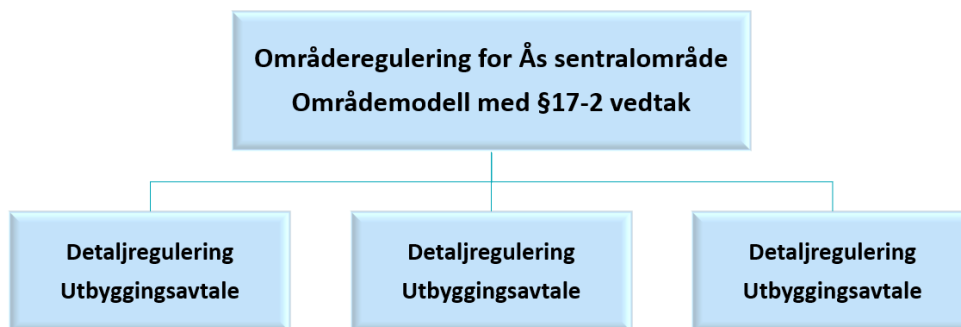 Områderegulering for Ås sentralområde
Områdemodell med §17-2 vedtak
Detaljregulering
Utbyggingsavtale
Detaljregulering
Utbyggingsavtale
Detaljregulering
Utbyggingsavtale